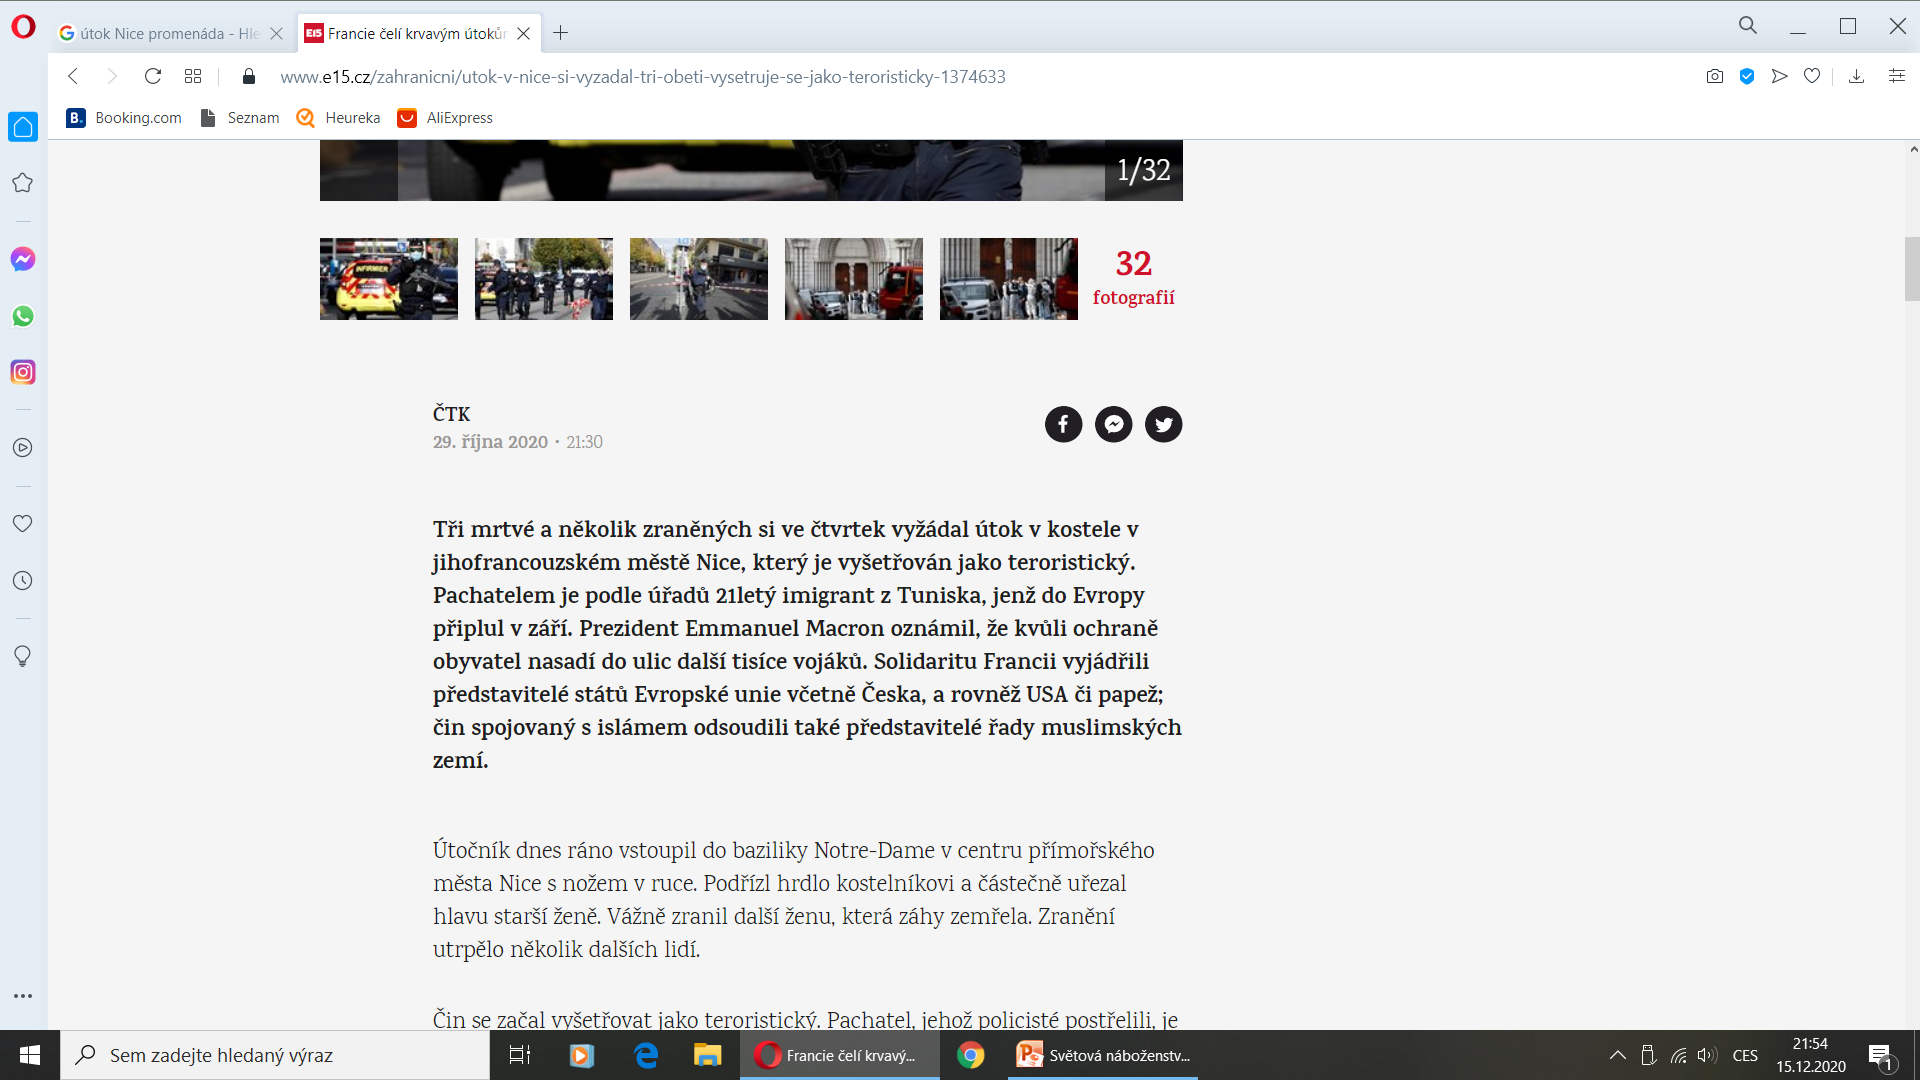 útok Nice promenáda - Hle
E15 Francie čelí krvavým útoků
www.e15.cz/zahranicni/utok-v-nice-si-vyzadal-tri-obeti-vysetruje-se-jako-teroristicky-1374633
B. Booking.com
Seznam
Heureka
AliExpress
1/32
INFIRMIER
32
fotografií
ČTK
29. října 2020 • 21:30
Tři mrtvé a několik zraněných si ve čtvrtek vyžádal útok v kostele v
jihofrancouzském městě Nice, který je vyšetřován jako teroristický.
Pachatelem je podle úřadů 21letý imigrant z Tuniska, jenž do Evropy
připlul v září. Prezident Emmanuel Macron oznámil, že kvůli ochraně
obyvatel nasadí do ulic další tisíce vojáků. Solidaritu Francii vyjádřili
představitelé států Evropské unie včetně Česka, a rovněž USA či papež;
čin spojovaný s islámem odsoudili také představitelé řady muslimských
zemí.
Útočník dnes ráno vstoupil do baziliky Notre-Dame v centru přímořského
města Nice s nožem v ruce. Podřízl hrdlo kostelníkovi a částečně uřezal
hlavu starší ženě. Vážně zranil další ženu, která záhy zemřela. Zranění
utrpělo několik dalších lidí.
Čin se začal vyšetřovat jako teroristický. Pachatel, jehož policisté postřelili, je
Sem zadejte hledaný výraz
Francie čelí krvavý...
Světová náboženstv...
CES
21:54
15.12.2020
1